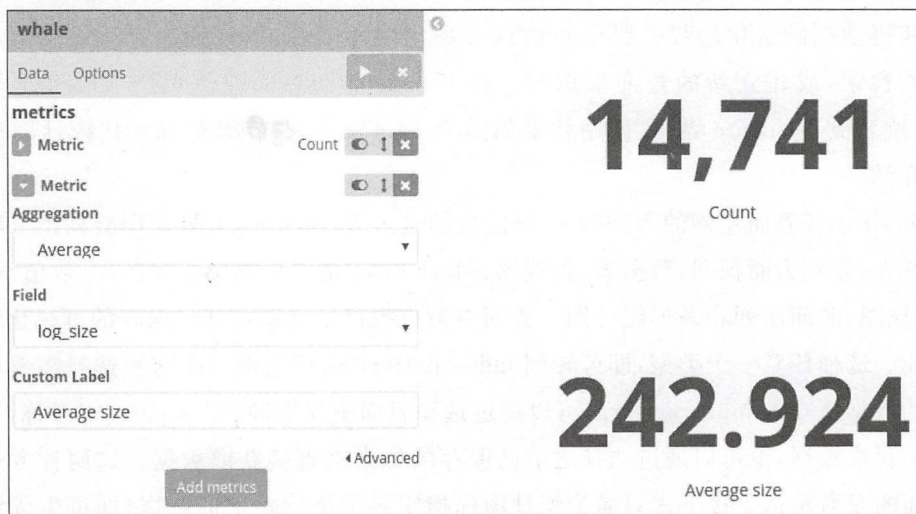 whale
Data Options
metrics
Metric Count
Metric
Aggregation
Average
Field
log_size
Custom Label
Average size
Advanced
Add metrics
14,741
Count
242.924
Average size